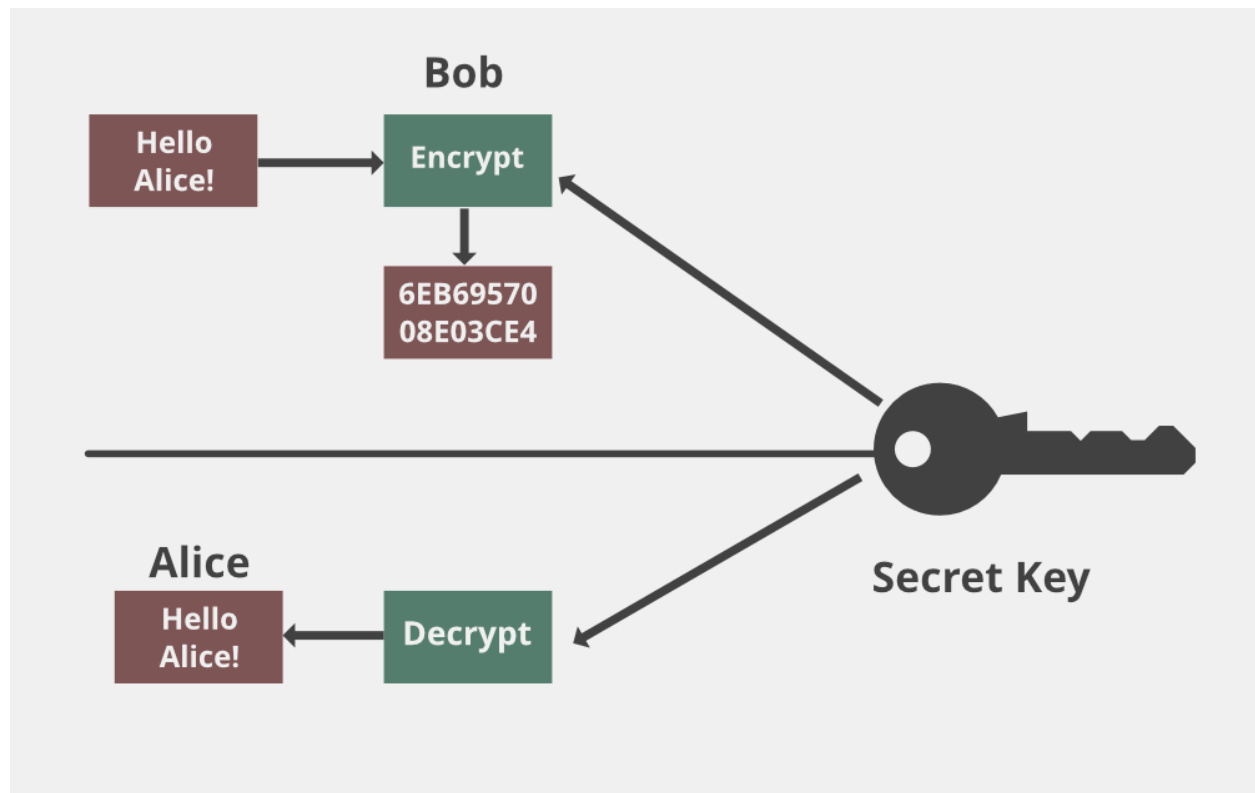 Bob
Hello
Alice!
Encrypt
6EB69570
08E03CE4
Alice
Hello
Alice!
Decrypt
Secret Key